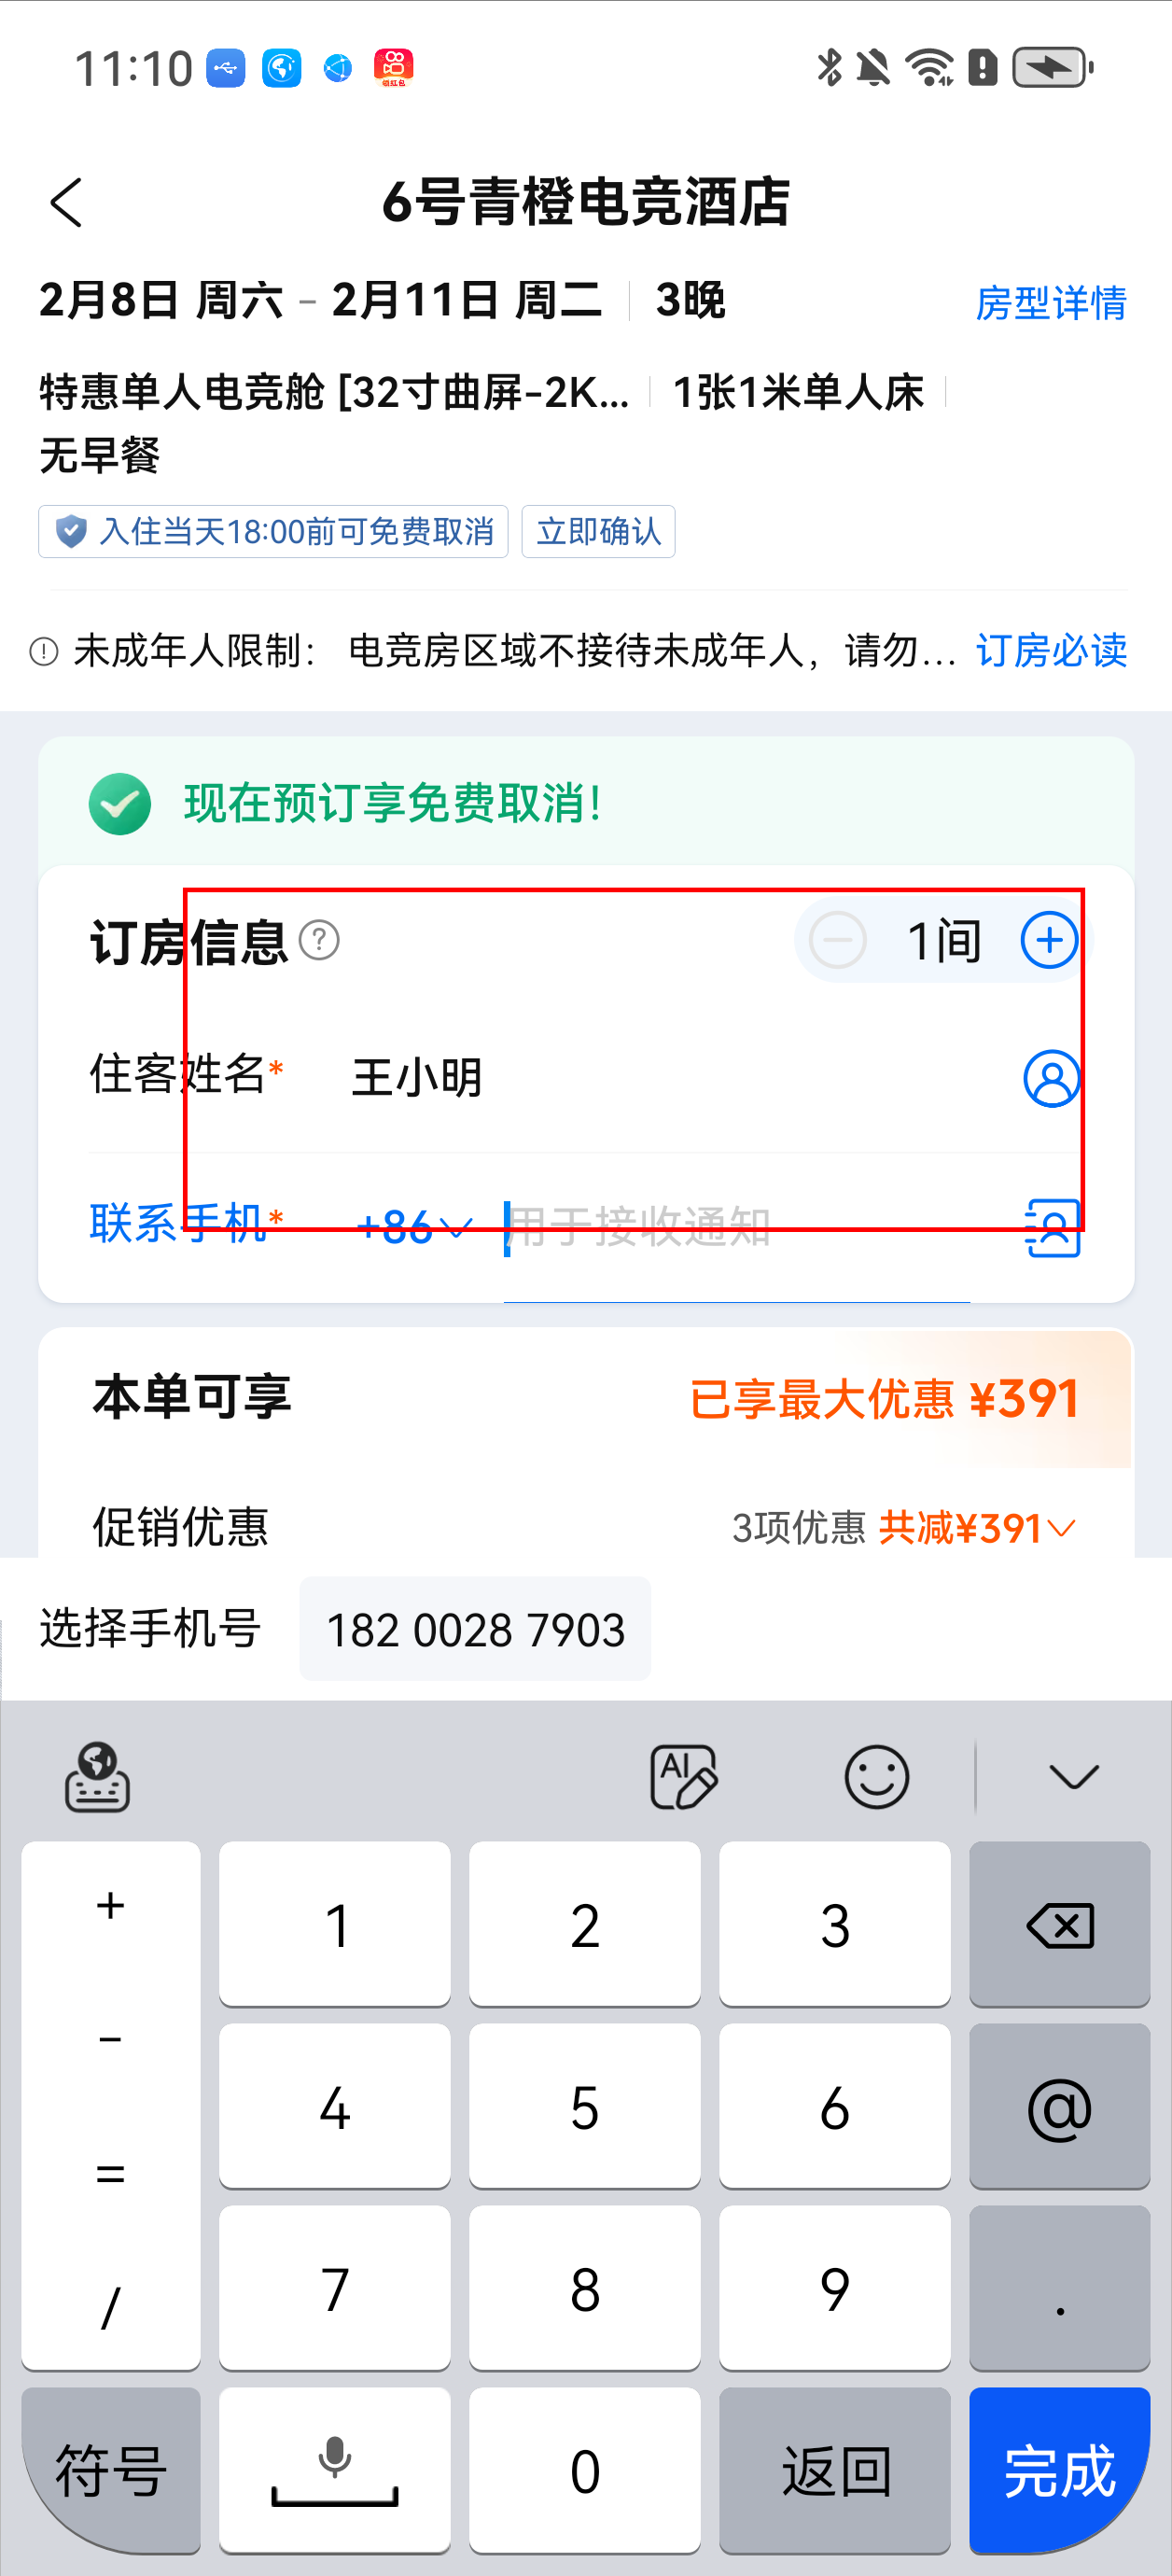 11:10
领红包
6号青橙电竞酒店
2月8日 周六 - 2月11日 周二 3晚 房型详情
特惠单人电竞舱 [32寸曲屏-2K... 1张1米单人床
无早餐
入住当天18:00前可免费取消 立即确认
未成年人限制： 电竞房区域不接待未成年人，请勿... 订房必读
现在预订享免费取消！
订房信息 ? 1间
住客姓名* 王小明
联系手机* +86 用于接收通知
本单可享 已享最大优惠 ¥391
促销优惠 3项优惠 共减¥391
选择手机号 182 0028 7903
AI
+ 1 2 3
- 4 5 6 @
=
/ 7 8 9 .
符号 0 返回 完成